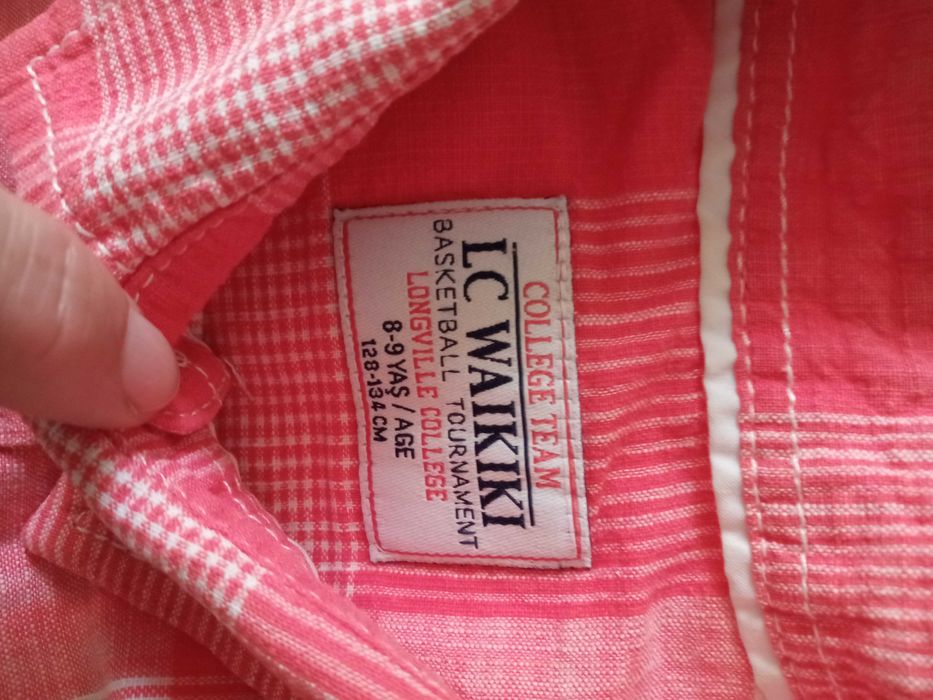 COLLEGE TEAM
LC WAIKIKI
BASKETBALL TOURNAMENT
LONGVILLE COLLEGE
8-9 YAŞ / AGE
128-134 CM